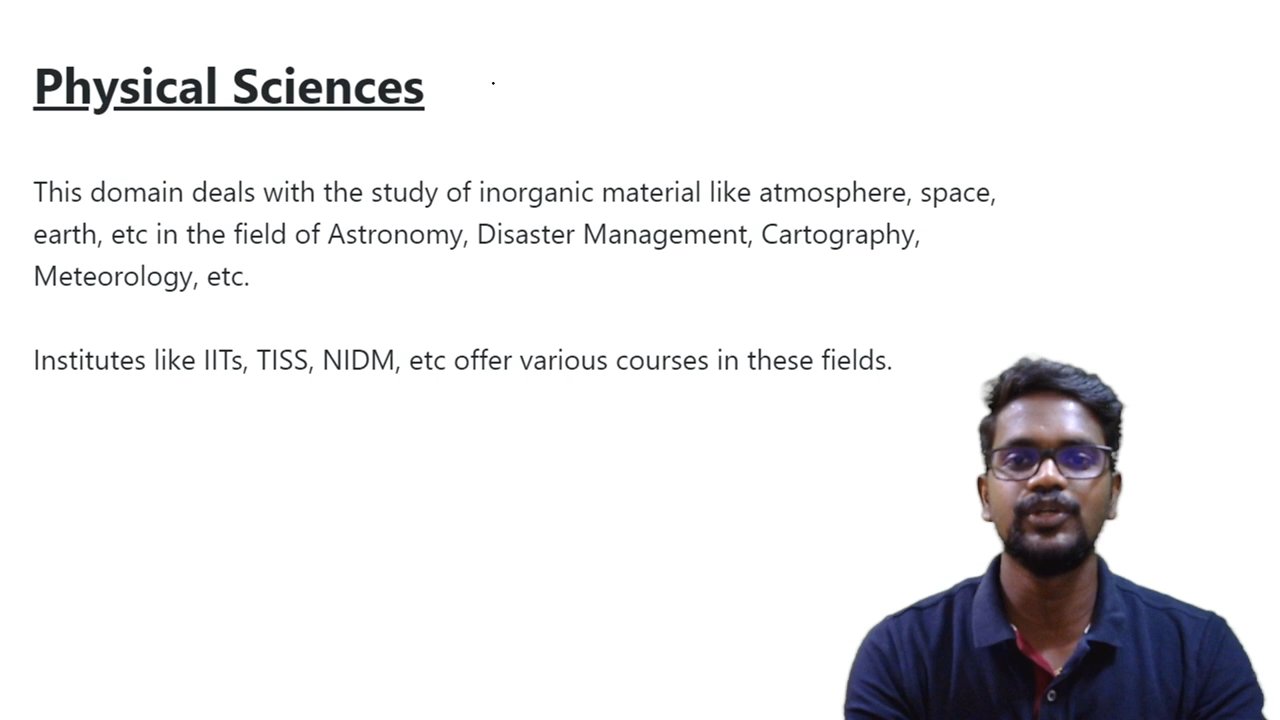 Physical Sciences
This domain deals with the study of inorganic material like atmosphere, space,
earth, etc in the field of Astronomy, Disaster Management, Cartography,
Meteorology, etc.
Institutes like IITs, TISS, NIDM, etc offer various courses in these fields.